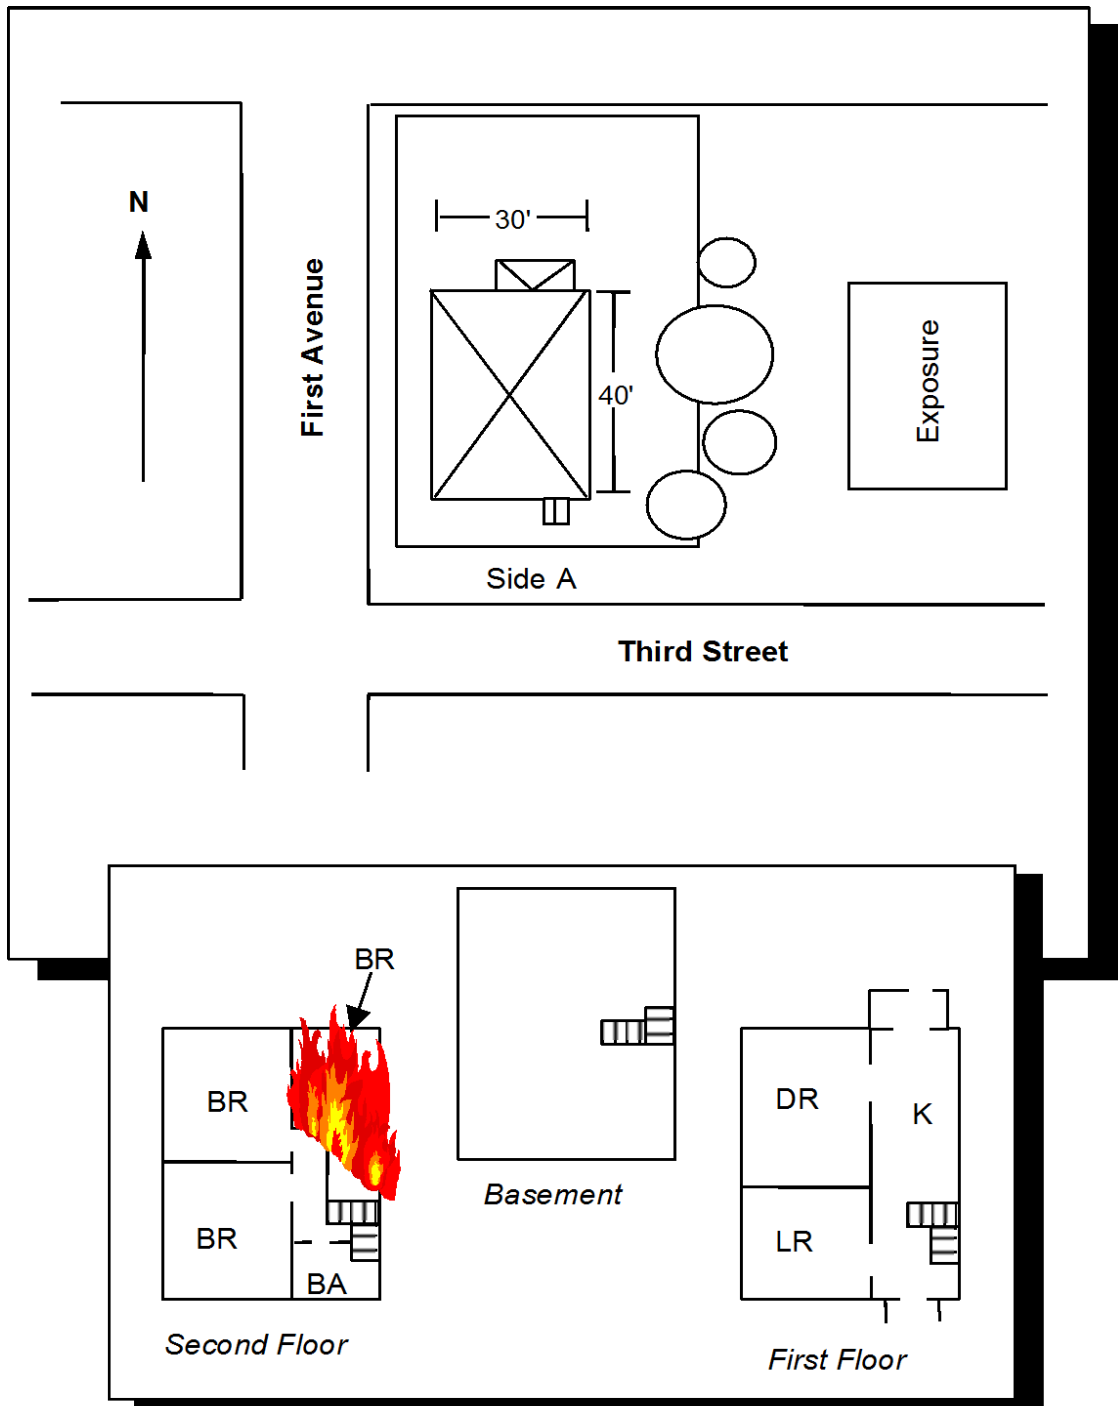 N
30'
First Avenue
40'
Exposure
Side A
Third Street
BR
BR
BR
BA
Second Floor
Basement
DR
K
LR
First Floor